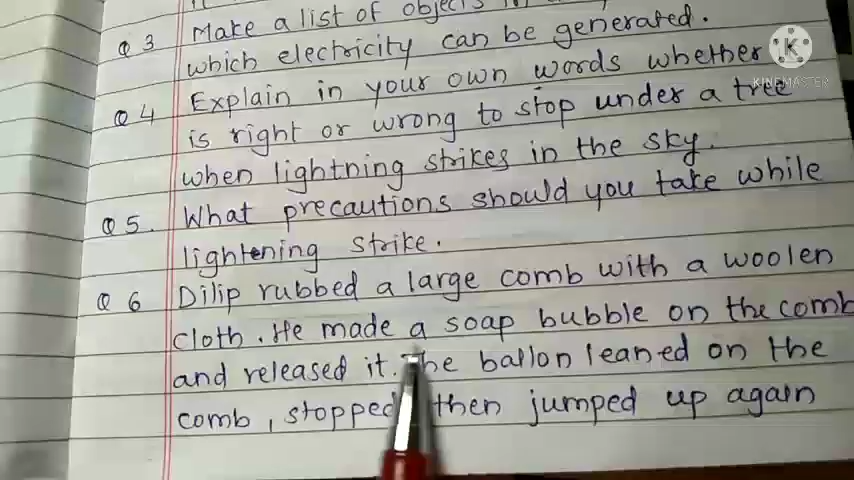 Q 3 Make a list of objects
which electricity can be generated.
Q 4 Explain in your own words whether
is right or wrong to stop under a tree
when lightning strikes in the sky.
Q 5. What precautions should you take while
lightening strike.
Q 6 Dilip rubbed a large comb with a woolen
cloth. He made a soap bubble on the comb
and released it. The ballon leaned on the
comb, stopped then jumped up again
K
KINEMASTER